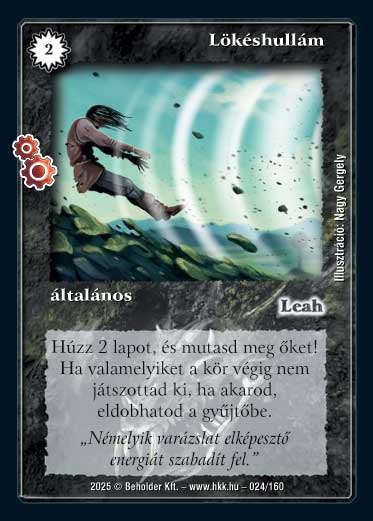 2
Lökéshullám
Illusztráció: Nagy Gergely
általános
Leah
Húzz 2 lapot, és mutasd meg őket!
Ha valamelyiket a kör végig nem
játszottad ki, ha akarod,
eldobhatod a gyűjtőbe.
„Némelyik varázslat elképesztő
energiát szabadít fel.”
2025 © Beholder Kft. – www.hkk.hu – 024/160